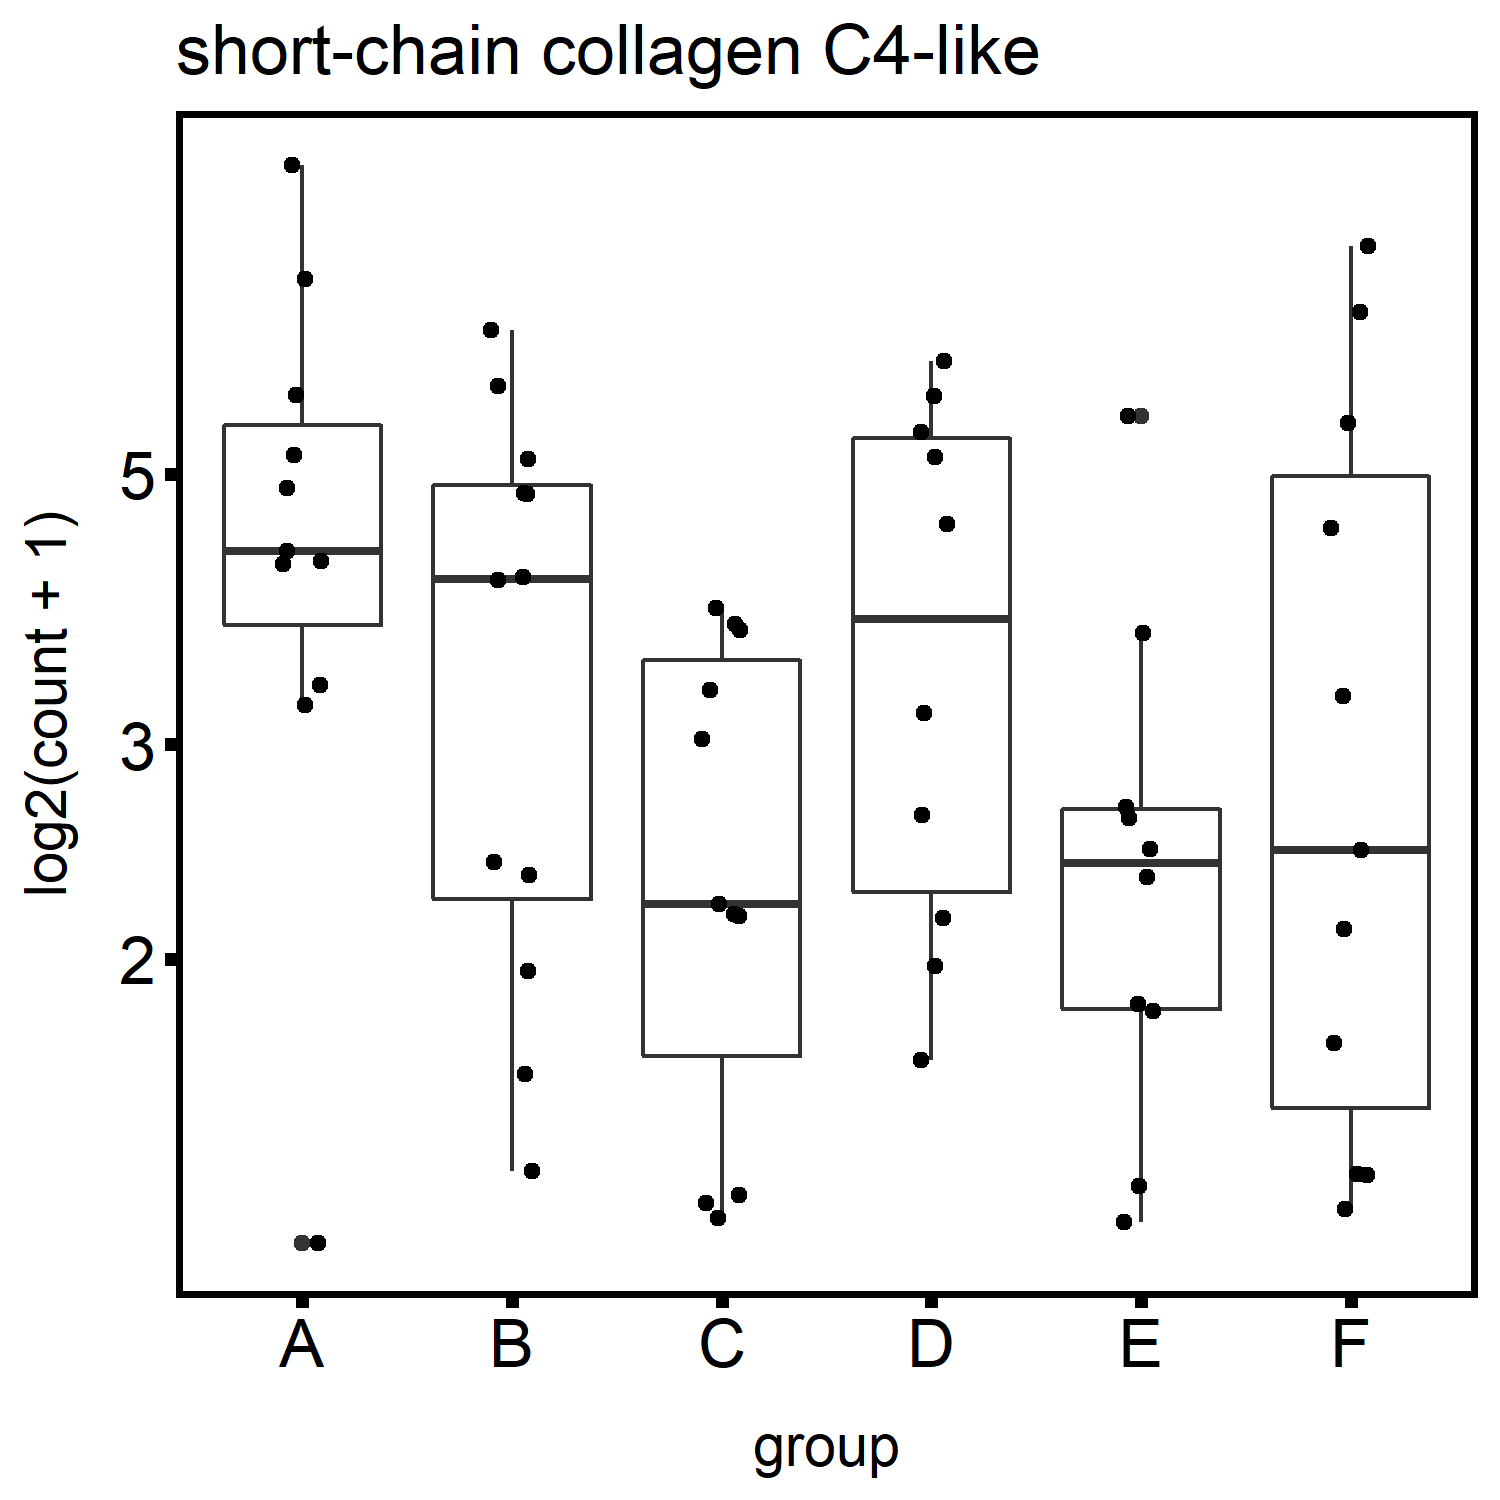 short-chain collagen C4-like
log2(count + 1)
5
3
2
A B C D E F
group